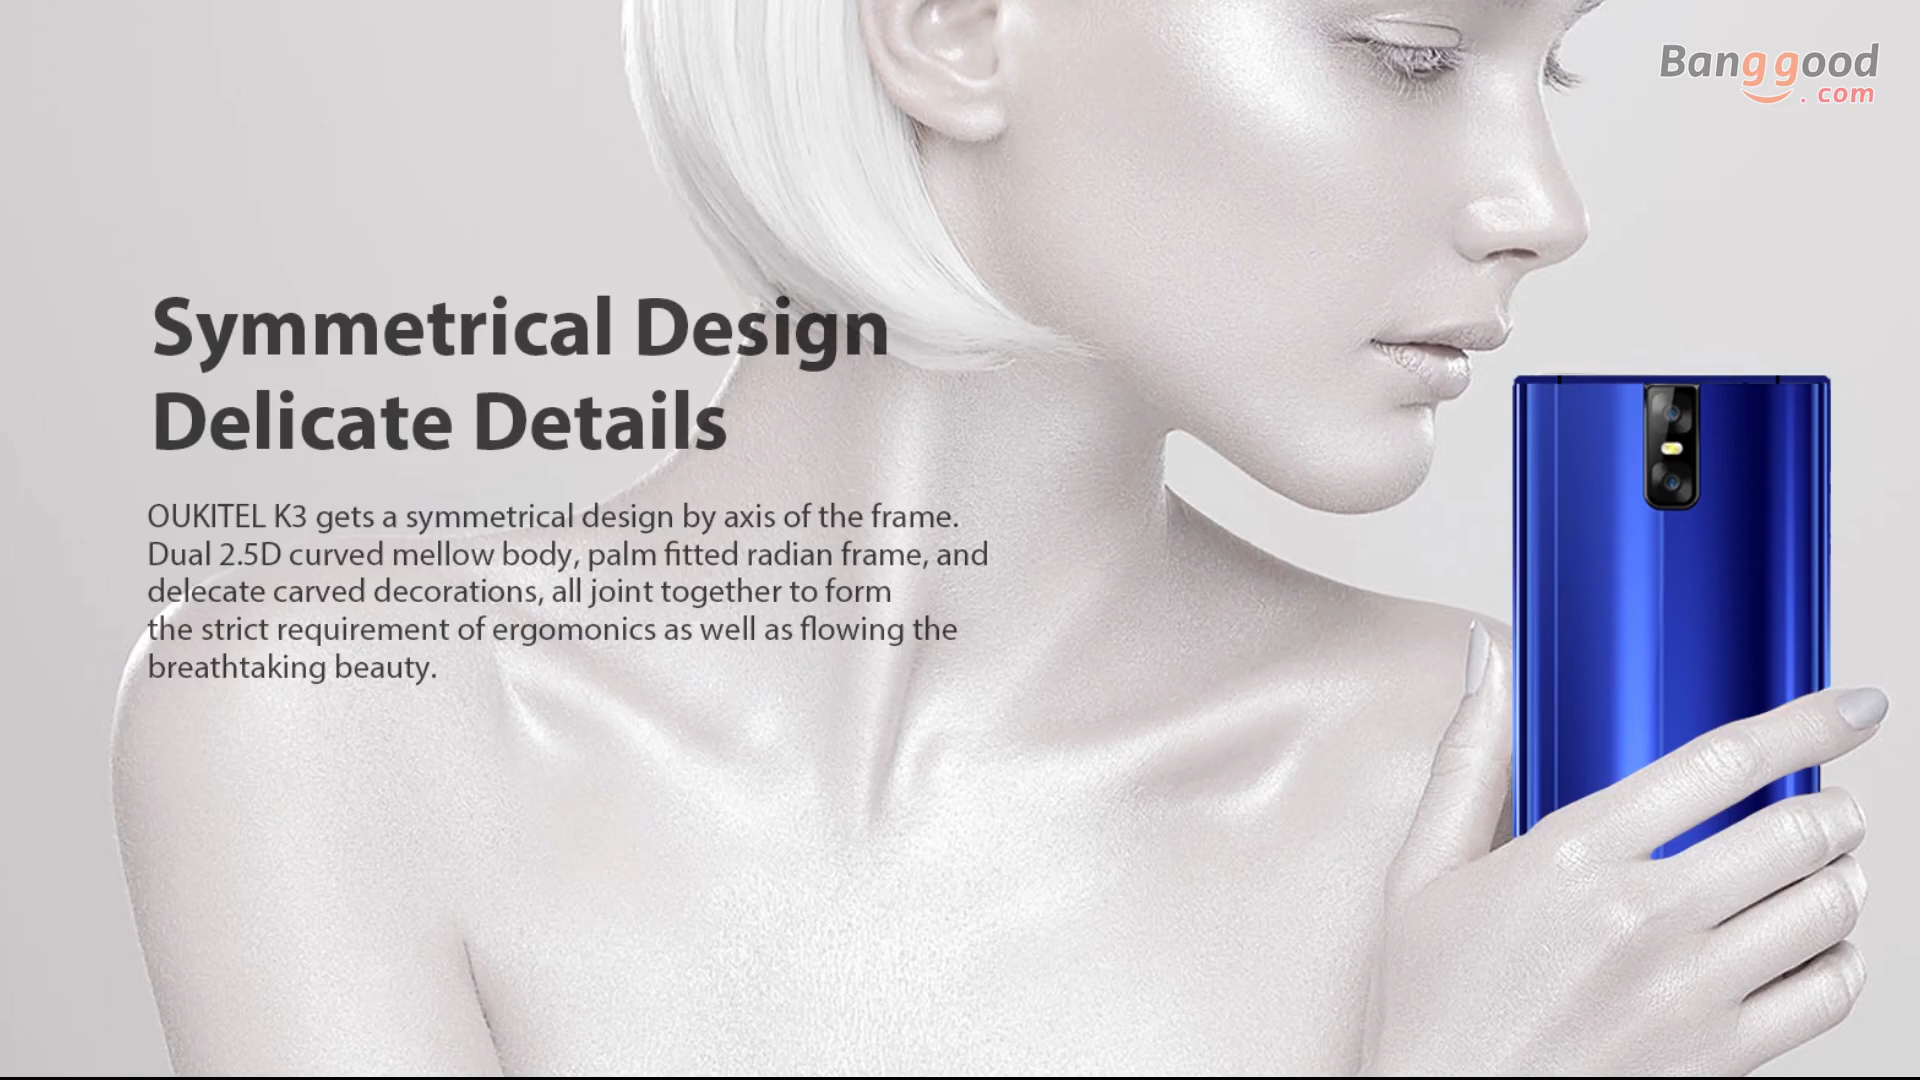 Banggood
.com
Symmetrical Design
Delicate Details
OUKITEL K3 gets a symmetrical design by axis of the frame.
Dual 2.5D curved mellow body, palm fitted radian frame, and
delecate carved decorations, all joint together to form
the strict requirement of ergomonics as well as flowing the
breathtaking beauty.